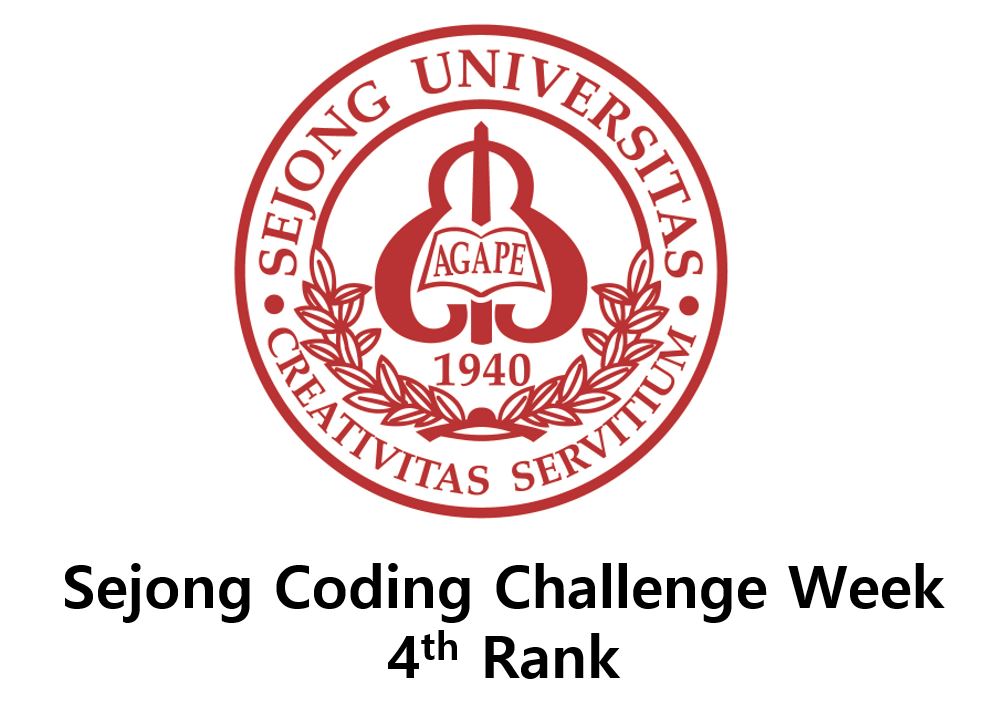 SEJONG UNIVERSITAS
AGAPE
1940
CREATIVITAS SERVITIUM
Sejong Coding Challenge Week
4th Rank